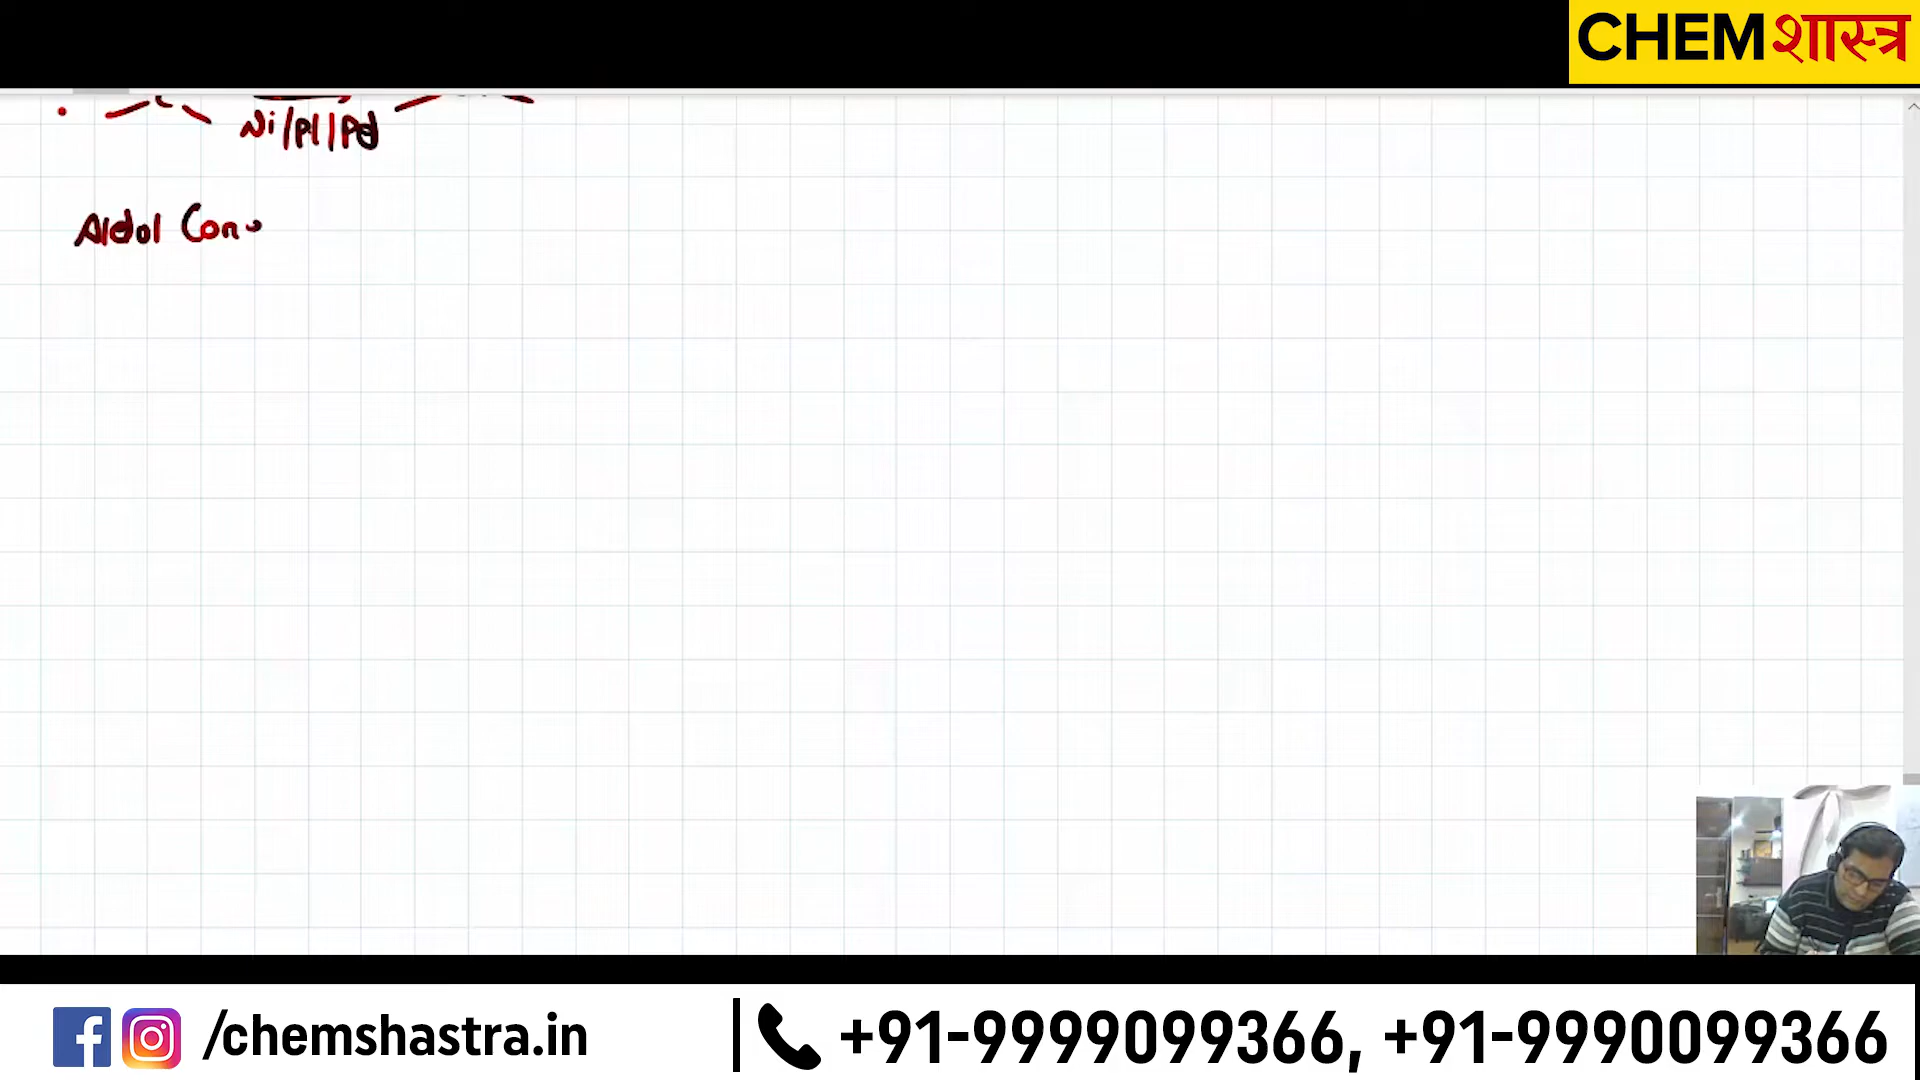 CHEMशास्त्र
Ni/Pt/Pd
Aldol Con
/chemshastra.in
+91-9999099366, +91-9990099366